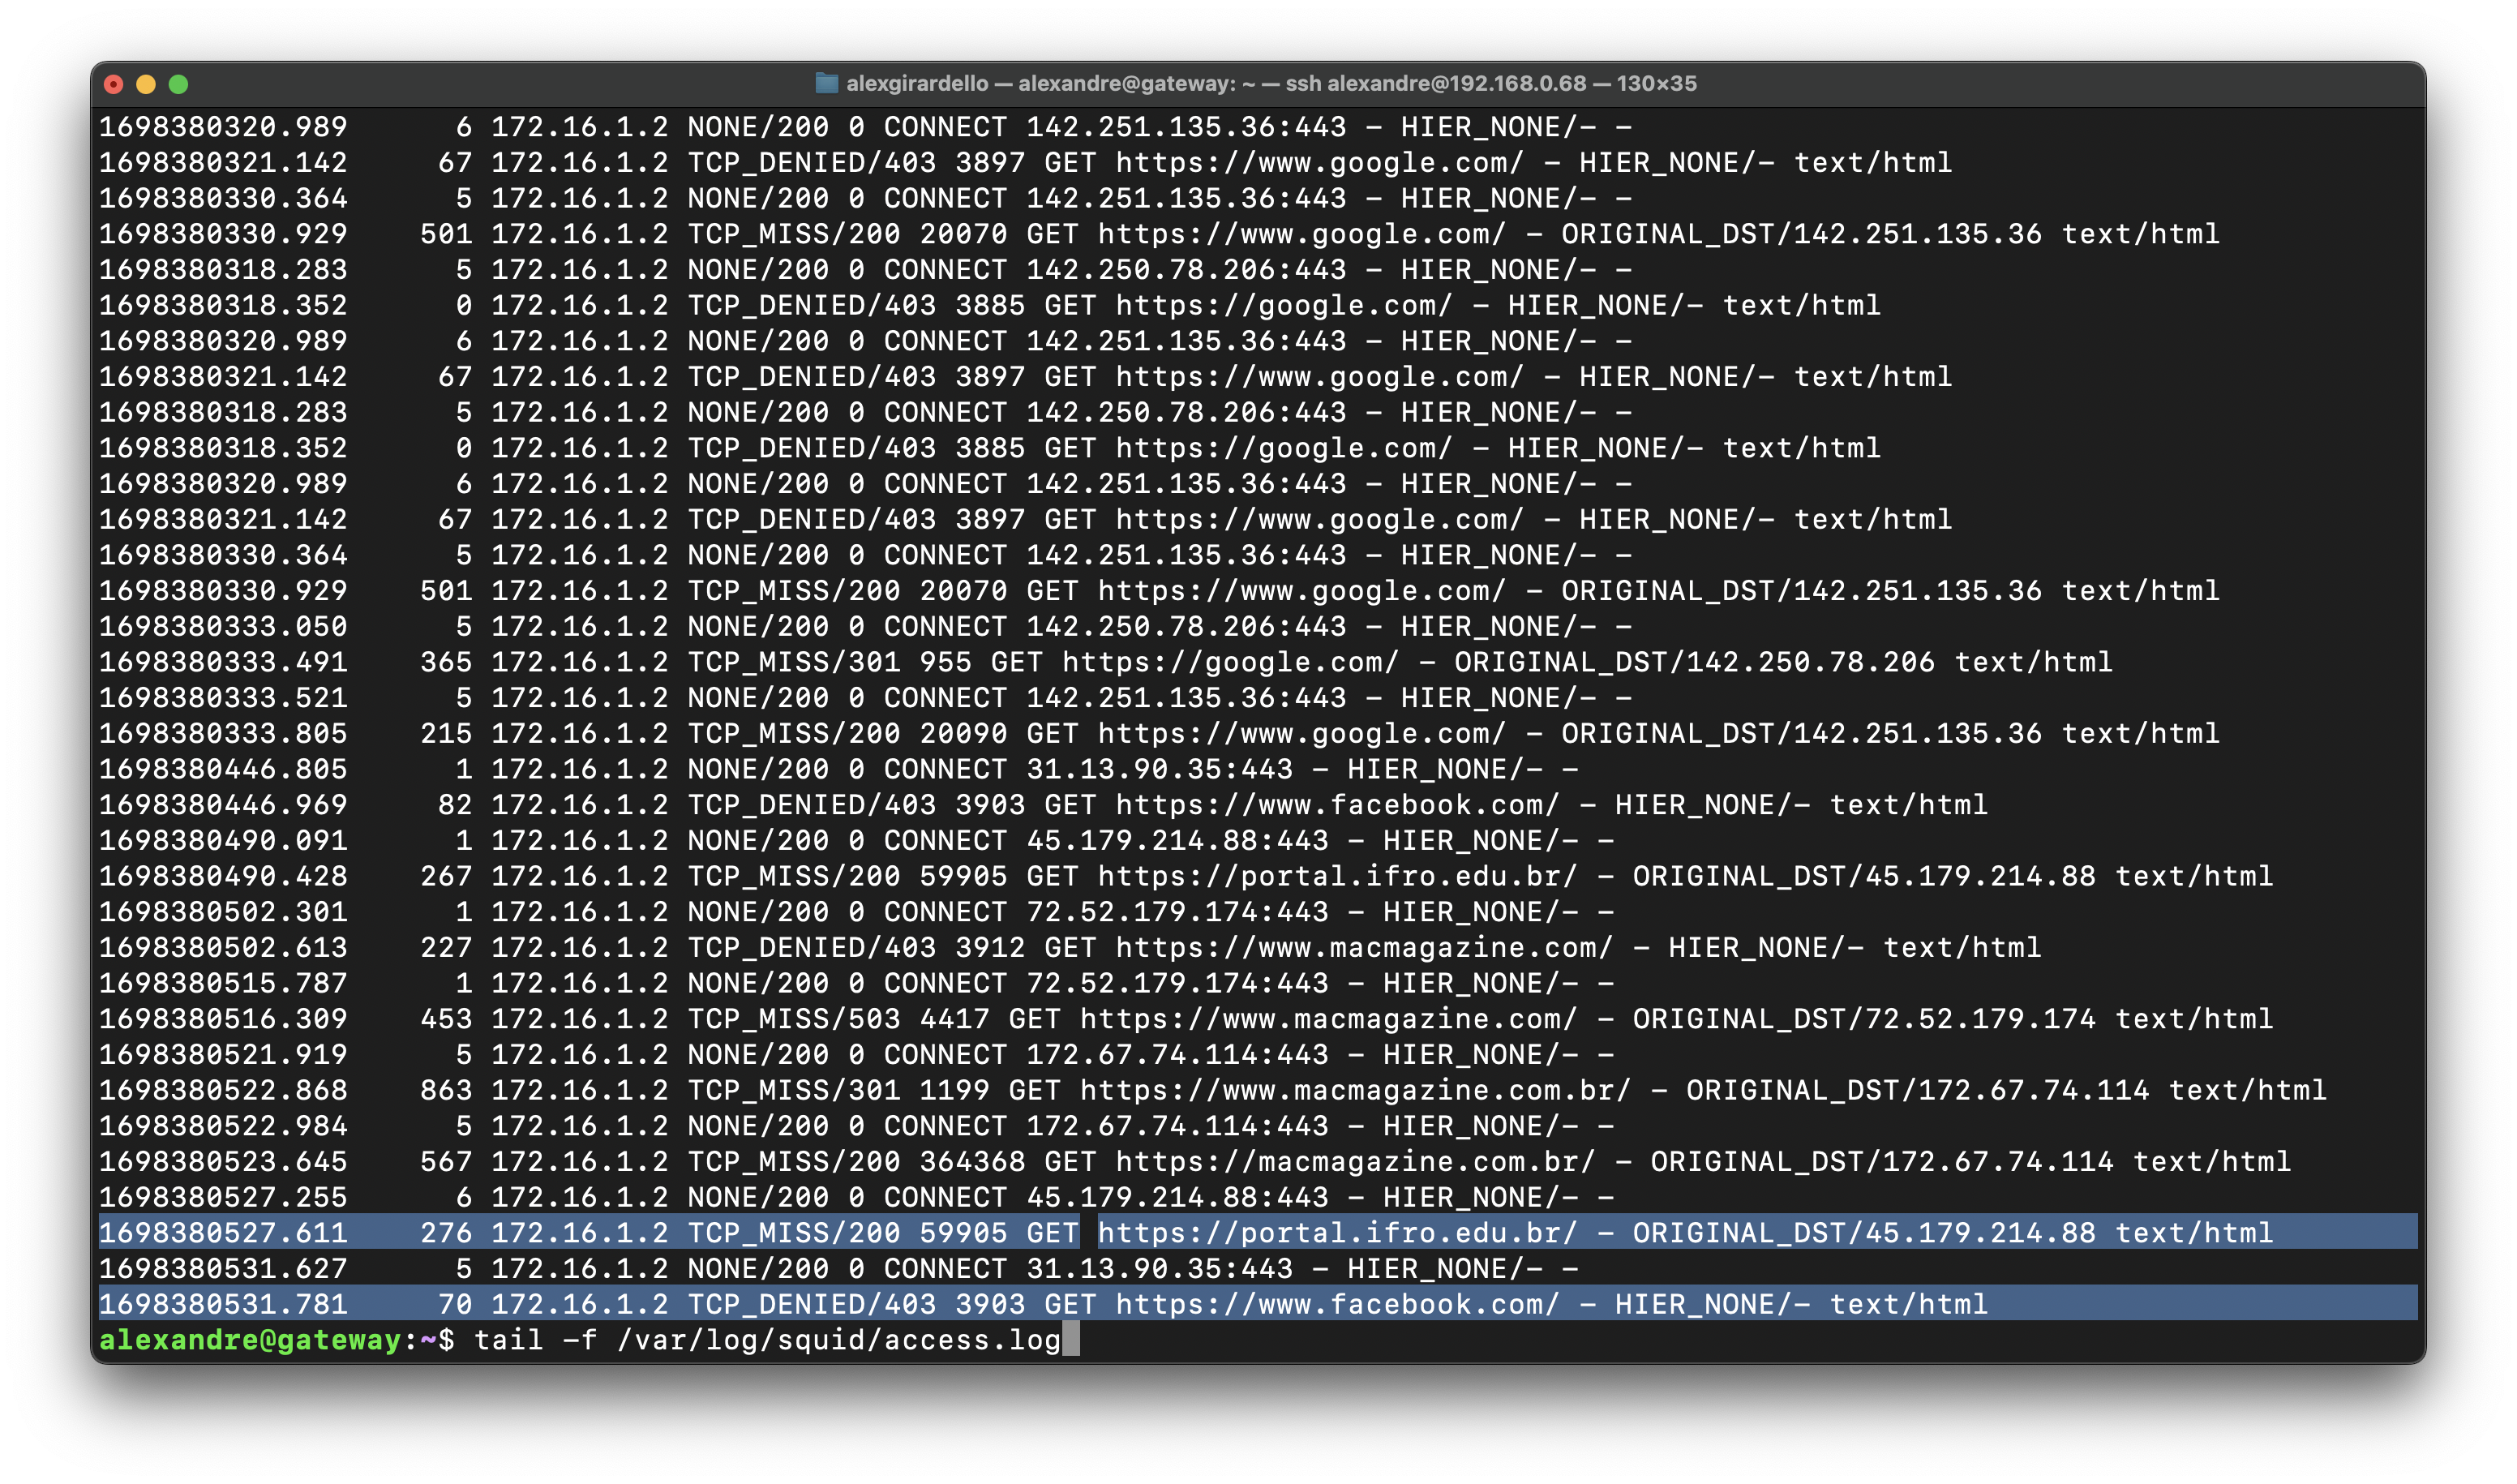 alexgirardello — alexandre@gateway: ~ — ssh alexandre@192.168.0.68 — 130×35
1698380320.989      6 172.16.1.2 NONE/200 0 CONNECT 142.251.135.36:443 - HIER_NONE/- -
1698380321.142     67 172.16.1.2 TCP_DENIED/403 3897 GET https://www.google.com/ - HIER_NONE/- text/html
1698380330.364      5 172.16.1.2 NONE/200 0 CONNECT 142.251.135.36:443 - HIER_NONE/- -
1698380330.929    501 172.16.1.2 TCP_MISS/200 20070 GET https://www.google.com/ - ORIGINAL_DST/142.251.135.36 text/html
1698380318.283      5 172.16.1.2 NONE/200 0 CONNECT 142.250.78.206:443 - HIER_NONE/- -
1698380318.352      0 172.16.1.2 TCP_DENIED/403 3885 GET https://google.com/ - HIER_NONE/- text/html
1698380320.989      6 172.16.1.2 NONE/200 0 CONNECT 142.251.135.36:443 - HIER_NONE/- -
1698380321.142     67 172.16.1.2 TCP_DENIED/403 3897 GET https://www.google.com/ - HIER_NONE/- text/html
1698380318.283      5 172.16.1.2 NONE/200 0 CONNECT 142.250.78.206:443 - HIER_NONE/- -
1698380318.352      0 172.16.1.2 TCP_DENIED/403 3885 GET https://google.com/ - HIER_NONE/- text/html
1698380320.989      6 172.16.1.2 NONE/200 0 CONNECT 142.251.135.36:443 - HIER_NONE/- -
1698380321.142     67 172.16.1.2 TCP_DENIED/403 3897 GET https://www.google.com/ - HIER_NONE/- text/html
1698380330.364      5 172.16.1.2 NONE/200 0 CONNECT 142.251.135.36:443 - HIER_NONE/- -
1698380330.929    501 172.16.1.2 TCP_MISS/200 20070 GET https://www.google.com/ - ORIGINAL_DST/142.251.135.36 text/html
1698380333.050      5 172.16.1.2 NONE/200 0 CONNECT 142.250.78.206:443 - HIER_NONE/- -
1698380333.491    365 172.16.1.2 TCP_MISS/301 955 GET https://google.com/ - ORIGINAL_DST/142.250.78.206 text/html
1698380333.521      5 172.16.1.2 NONE/200 0 CONNECT 142.251.135.36:443 - HIER_NONE/- -
1698380333.805    215 172.16.1.2 TCP_MISS/200 20090 GET https://www.google.com/ - ORIGINAL_DST/142.251.135.36 text/html
1698380446.805      1 172.16.1.2 NONE/200 0 CONNECT 31.13.90.35:443 - HIER_NONE/- -
1698380446.969     82 172.16.1.2 TCP_DENIED/403 3903 GET https://www.facebook.com/ - HIER_NONE/- text/html
1698380490.091      1 172.16.1.2 NONE/200 0 CONNECT 45.179.214.88:443 - HIER_NONE/- -
1698380490.428    267 172.16.1.2 TCP_MISS/200 59905 GET https://portal.ifro.edu.br/ - ORIGINAL_DST/45.179.214.88 text/html
1698380502.301      1 172.16.1.2 NONE/200 0 CONNECT 72.52.179.174:443 - HIER_NONE/- -
1698380502.613    227 172.16.1.2 TCP_DENIED/403 3912 GET https://www.macmagazine.com/ - HIER_NONE/- text/html
1698380515.787      1 172.16.1.2 NONE/200 0 CONNECT 72.52.179.174:443 - HIER_NONE/- -
1698380516.309    453 172.16.1.2 TCP_MISS/503 4417 GET https://www.macmagazine.com/ - ORIGINAL_DST/72.52.179.174 text/html
1698380521.919      5 172.16.1.2 NONE/200 0 CONNECT 172.67.74.114:443 - HIER_NONE/- -
1698380522.868    863 172.16.1.2 TCP_MISS/301 1199 GET https://www.macmagazine.com.br/ - ORIGINAL_DST/172.67.74.114 text/html
1698380522.984      5 172.16.1.2 NONE/200 0 CONNECT 172.67.74.114:443 - HIER_NONE/- -
1698380523.645    567 172.16.1.2 TCP_MISS/200 364368 GET https://macmagazine.com.br/ - ORIGINAL_DST/172.67.74.114 text/html
1698380527.255      6 172.16.1.2 NONE/200 0 CONNECT 45.179.214.88:443 - HIER_NONE/- -
1698380527.611    276 172.16.1.2 TCP_MISS/200 59905 GET https://portal.ifro.edu.br/ - ORIGINAL_DST/45.179.214.88 text/html
1698380531.627      5 172.16.1.2 NONE/200 0 CONNECT 31.13.90.35:443 - HIER_NONE/- -
1698380531.781     70 172.16.1.2 TCP_DENIED/403 3903 GET https://www.facebook.com/ - HIER_NONE/- text/html
alexandre@gateway:~$ tail -f /var/log/squid/access.log